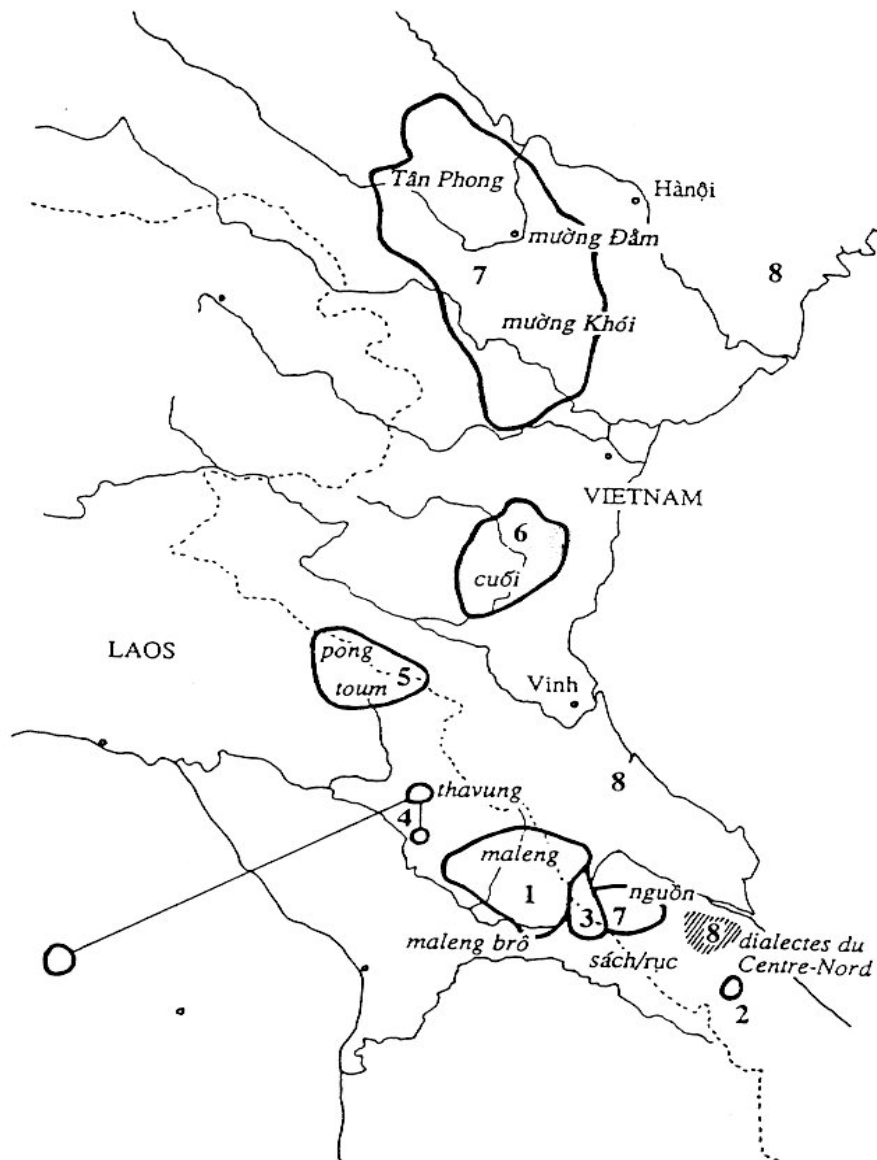 Tân Phong
Hànội
mường Đẳm
7
8
mường Khói
VIETNAM
6
cuối
LAOS
pong
5
toum
Vinh
8
thavung
4
maleng
1
nguồn
3
7
maleng brô
8
dialectes du
Centre-Nord
sách/rục
2